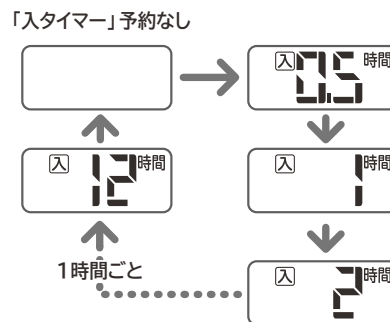 「入タイマー」予約なし
入 0.5 時間
入 12 時間
入 1 時間
1時間ごと
入 2 時間